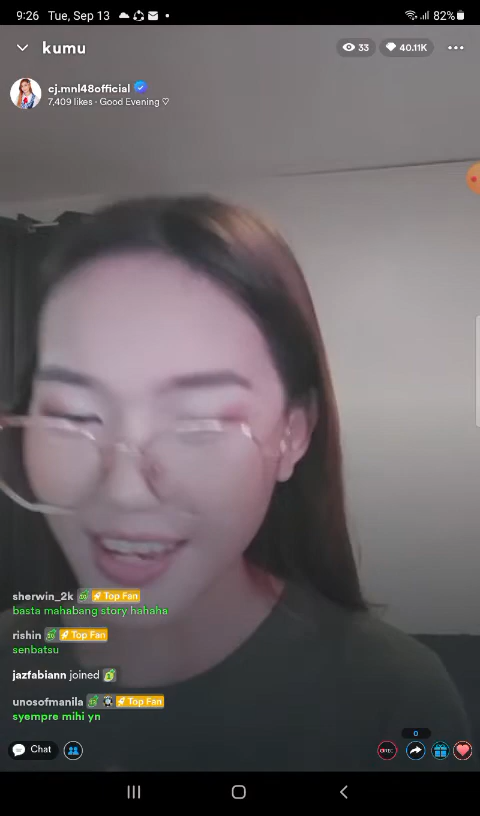 9:26 Tue, Sep 13 82%
kumu 33 40.11K
cj.mnl48official
7,409 likes · Good Evening ♡
sherwin_2k Top Fan
basta mahabang story hahaha
rishin Top Fan
senbatsu
jazfabiann joined
unosofmanila Top Fan
syempre mihi yn
0
Chat